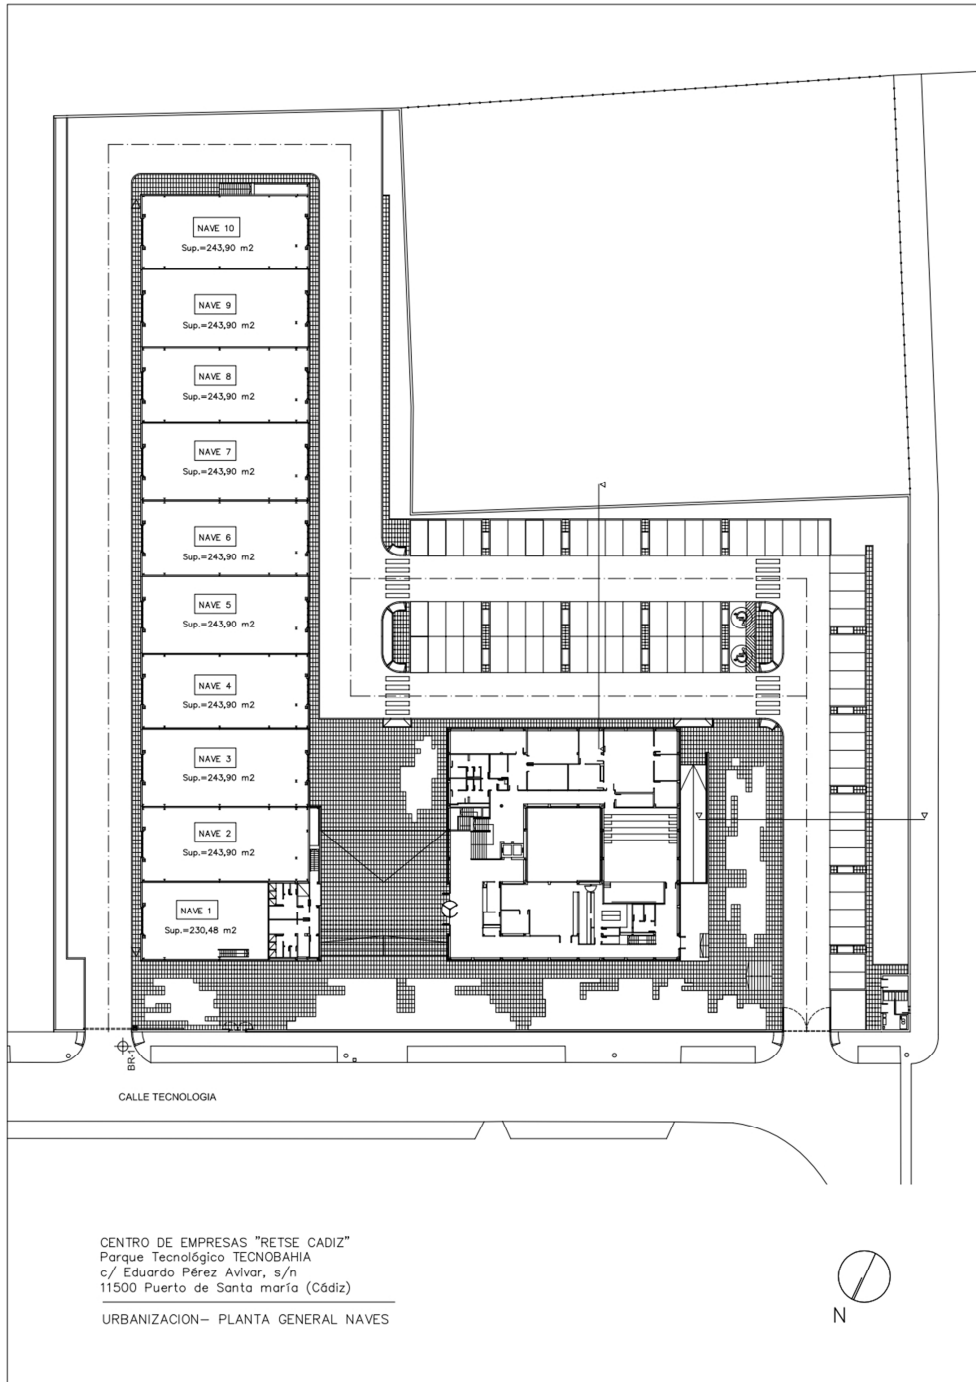 NAVE 10
Sup.=243,90 m2
NAVE 9
Sup.=243,90 m2
NAVE 8
Sup.=243,90 m2
NAVE 7
Sup.=243,90 m2
NAVE 6
Sup.=243,90 m2
NAVE 5
Sup.=243,90 m2
NAVE 4
Sup.=243,90 m2
NAVE 3
Sup.=243,90 m2
NAVE 2
Sup.=243,90 m2
NAVE 1
Sup.=230,48 m2
BR-1
CALLE TECNOLOGIA
CENTRO DE EMPRESAS "RETSE CADIZ"
Parque Tecnológico TECNOBAHIA
c/ Eduardo Pérez Avivar, s/n
11500 Puerto de Santa maría (Cádiz)
URBANIZACION– PLANTA GENERAL NAVES
N